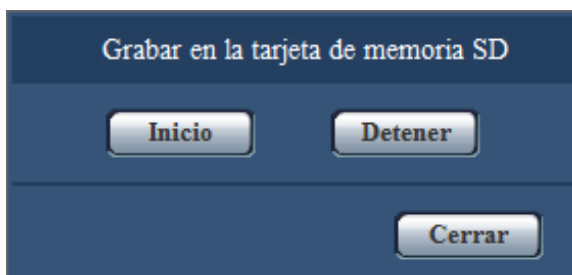 Grabar en la tarjeta de memoria SD
Inicio Detener
Cerrar